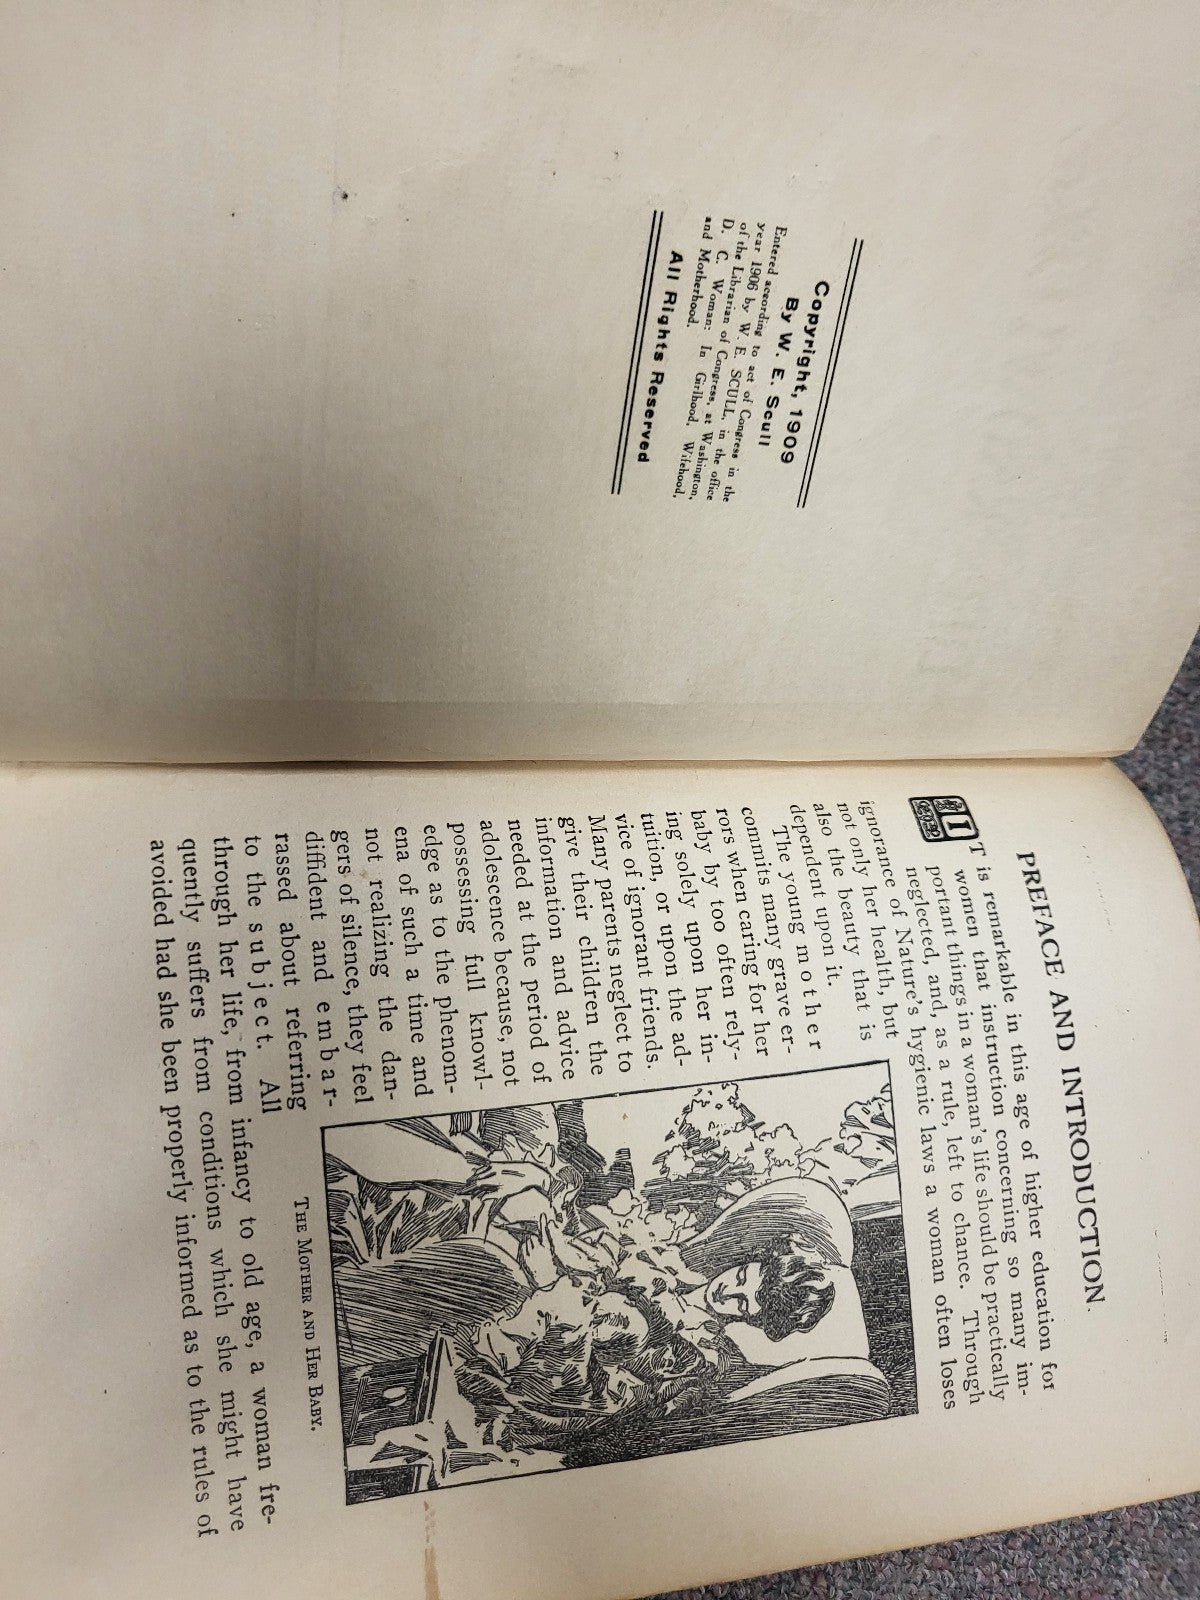 Copyright, 1909
By W. E. Scull
Entered according to act of Congress in the
year 1906 by W. E. SCULL, in the office
of the Librarian of Congress, at Washington,
D. C. Woman: In Girlhood, Wifehood,
and Motherhood.
All Rights Reserved
PREFACE AND INTRODUCTION.
IT is remarkable in this age of higher education for
women that instruction concerning so many im-
portant things in a woman's life should be practically
neglected, and, as a rule, left to chance. Through
ignorance of Nature's hygienic laws a woman often loses
not only her health, but
also the beauty that is
dependent upon it.
The young mother
commits many grave er-
rors when caring for her
baby by too often rely-
ing solely upon her in-
tuition, or upon the ad-
vice of ignorant friends.
Many parents neglect to
give their children the
information and advice
needed at the period of
adolescence because, not
possessing full knowl-
edge as to the phenom-
ena of such a time and
not realizing the dan-
gers of silence, they feel
diffident and embar-
rassed about referring
to the subject. All
through her life, from infancy to old age, a woman fre-
quently suffers from conditions which she might have
avoided had she been properly informed as to the rules of
THE MOTHER AND HER BABY.